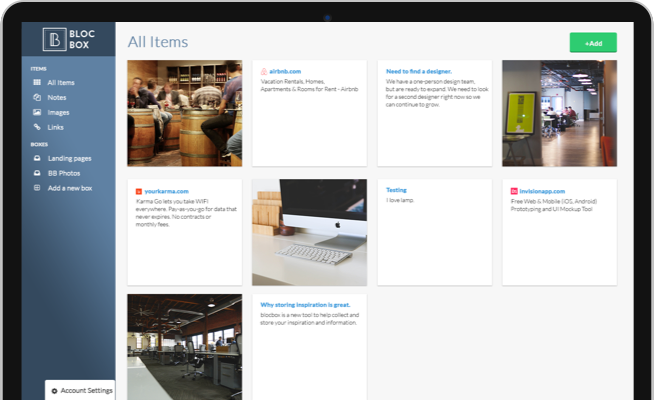 BLOC
BOX
All Items
+Add
ITEMS
All Items
Notes
Images
Links
BOXES
Landing pages
BB Photos
Add a new box
Account Settings
airbnb.com
Vacation Rentals, Homes,
Apartments & Rooms for Rent - Airbnb
Need to find a designer.
We have a one-person design team,
but are ready to expand. We need to look
for a second designer right now so we
can continue to grow.
yourkarma.com
Karma Go lets you take WIFI
everywhere. Pay-as-you-go for data that
never expires. No contracts or
monthly fees.
Testing
I love lamp.
invisionapp.com
Free Web & Mobile (iOS, Android)
Prototyping and UI Mockup Tool
Why storing inspiration is great.
blocbox is a new tool to help collect and
store your inspiration and information.